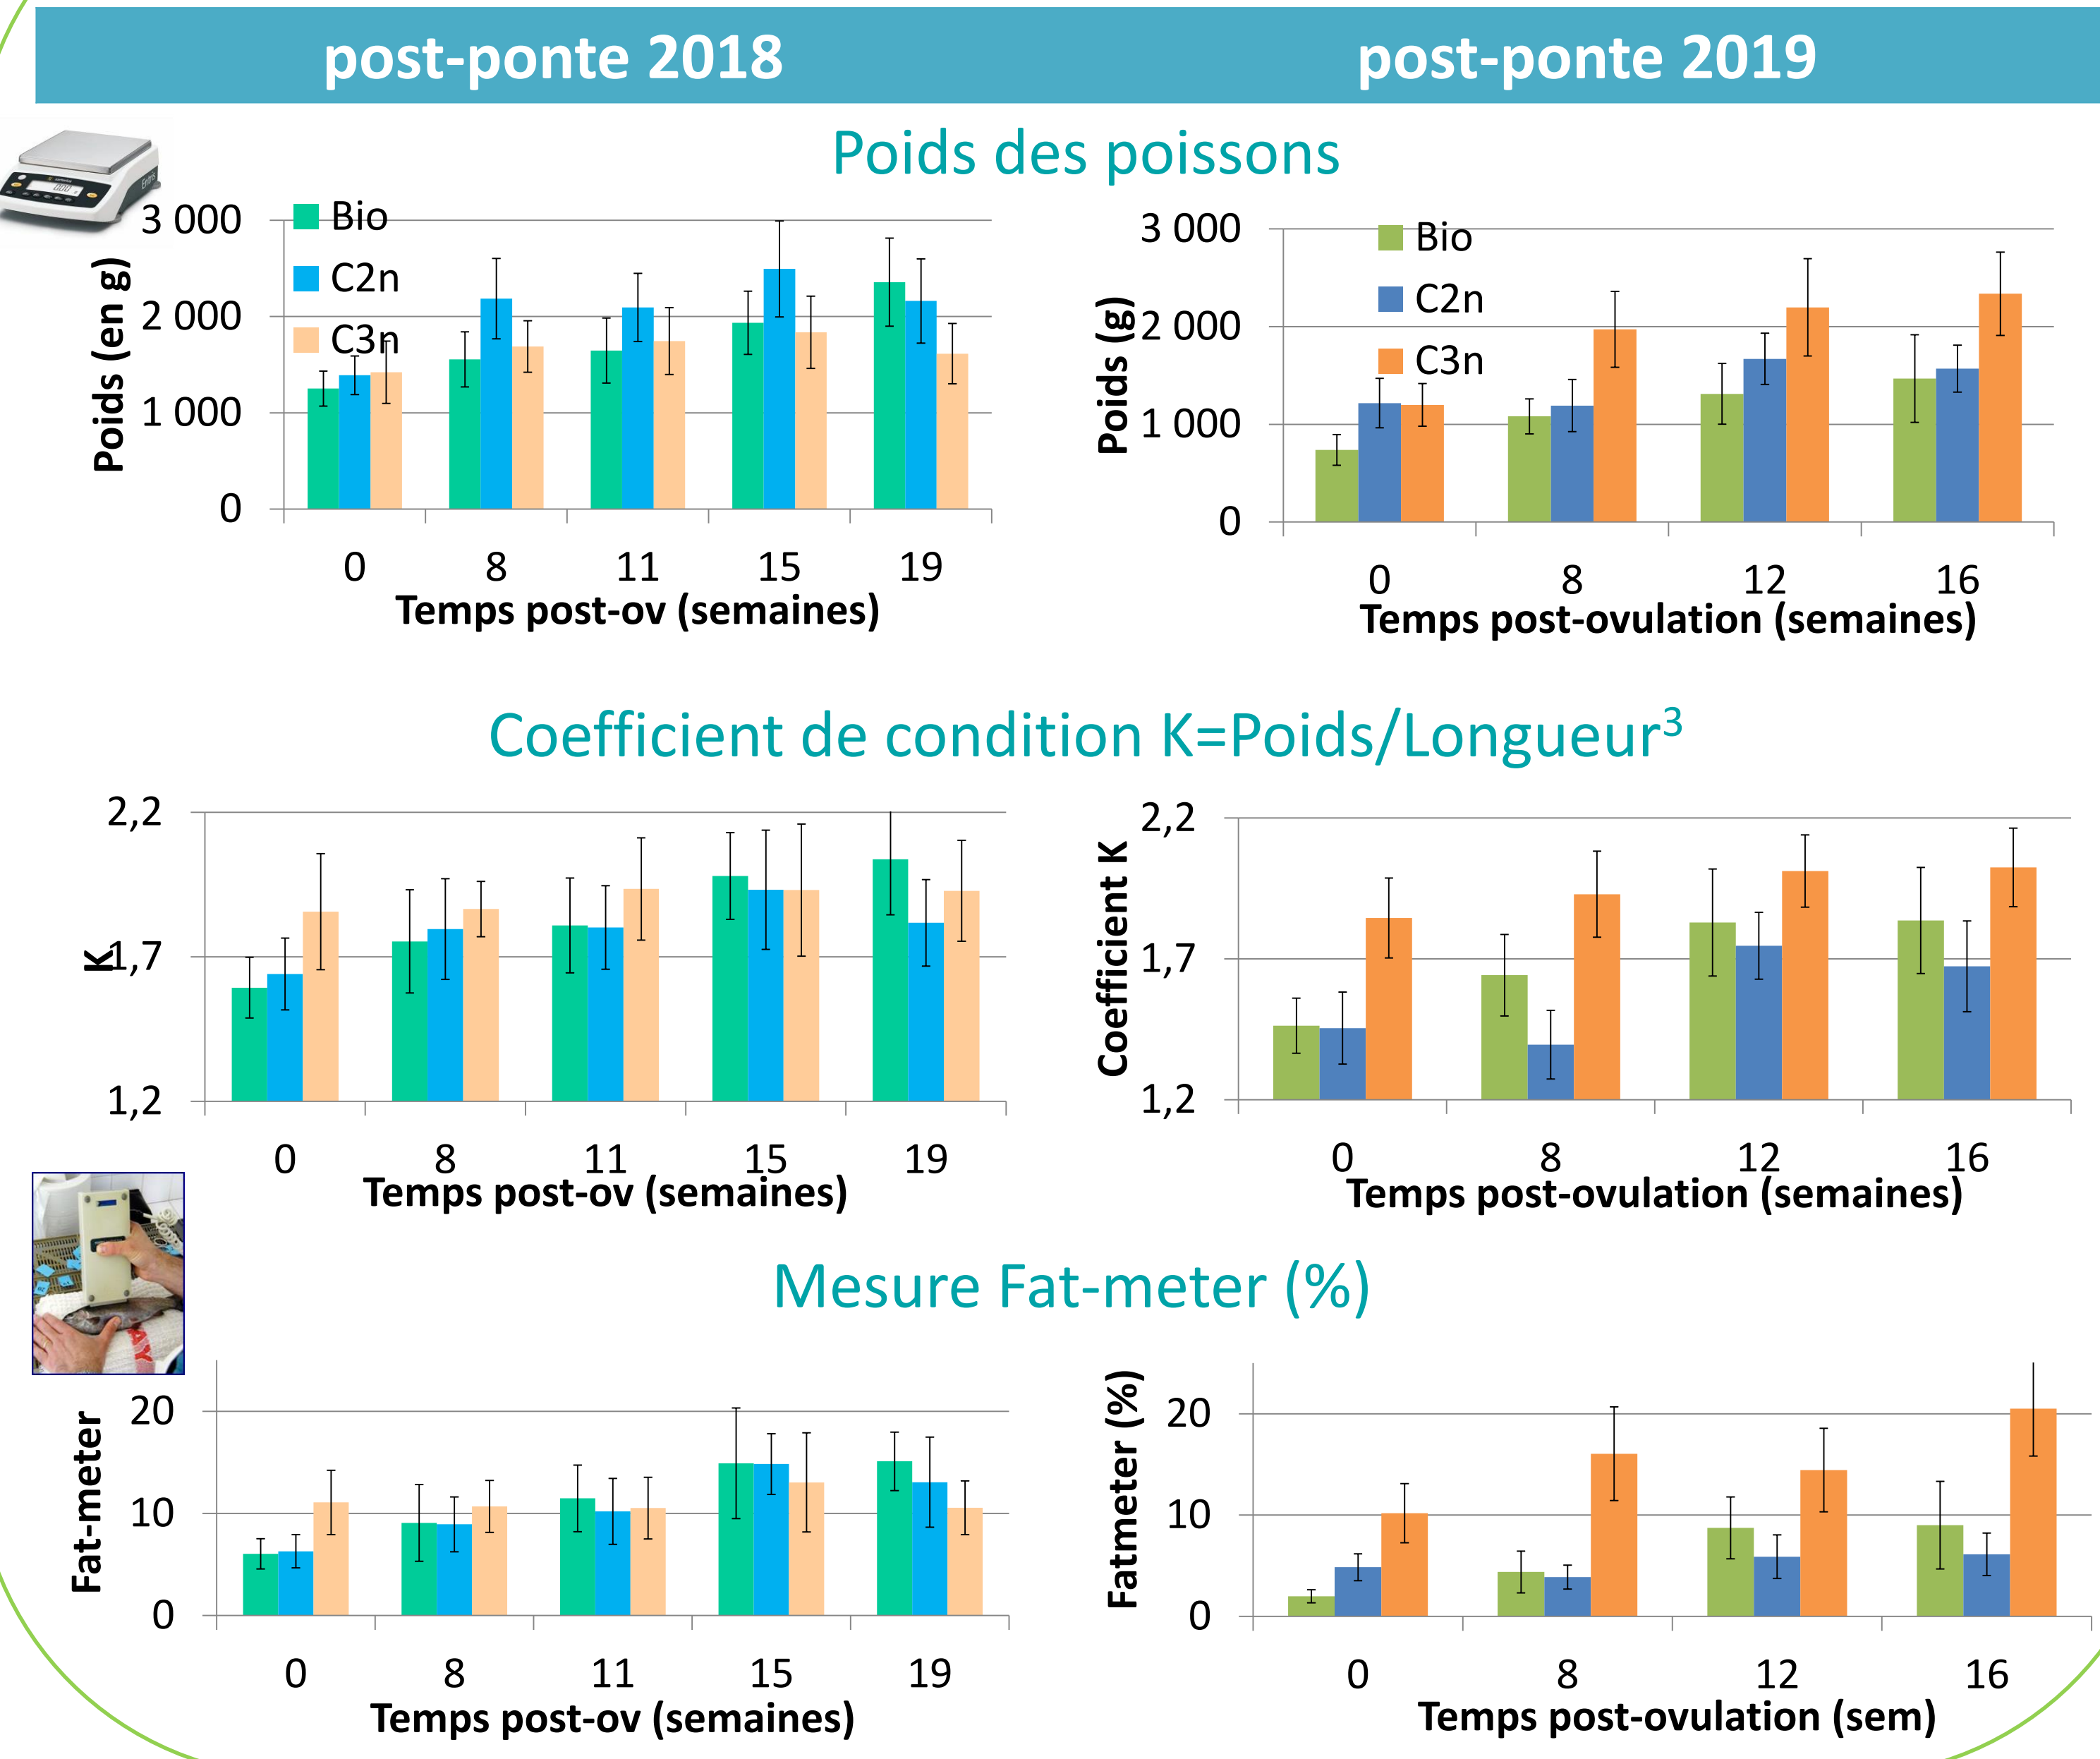 post-ponte 2018
post-ponte 2019
Poids des poissons
Poids (en g)
3 000
2 000
1 000
0
Bio
C2n
C3n
0 8 11 15 19
Temps post-ov (semaines)
Poids (g)
3 000
2 000
1 000
0
Bio
C2n
C3n
0 8 12 16
Temps post-ovulation (semaines)
Coefficient de condition K=Poids/Longueur³
K
2,2
1,7
1,2
0 8 11 15 19
Temps post-ov (semaines)
Coefficient K
2,2
1,7
1,2
0 8 12 16
Temps post-ovulation (semaines)
Mesure Fat-meter (%)
Fat-meter
20
10
0
0 8 11 15 19
Temps post-ov (semaines)
Fatmeter (%)
20
10
0
0 8 12 16
Temps post-ovulation (sem)